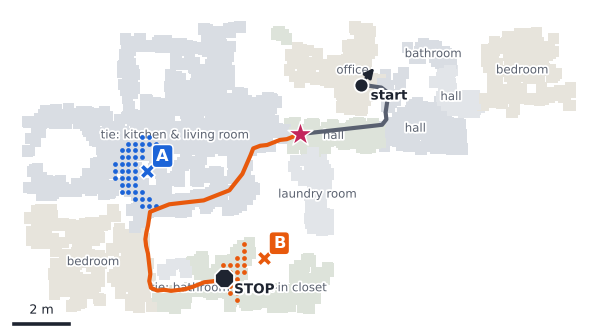 bathroom
office
bedroom
start
hall
hall
tie: kitchen & living room
hall
A
laundry room
B
bedroom
tie: bathroom
STOP
in closet
2 m